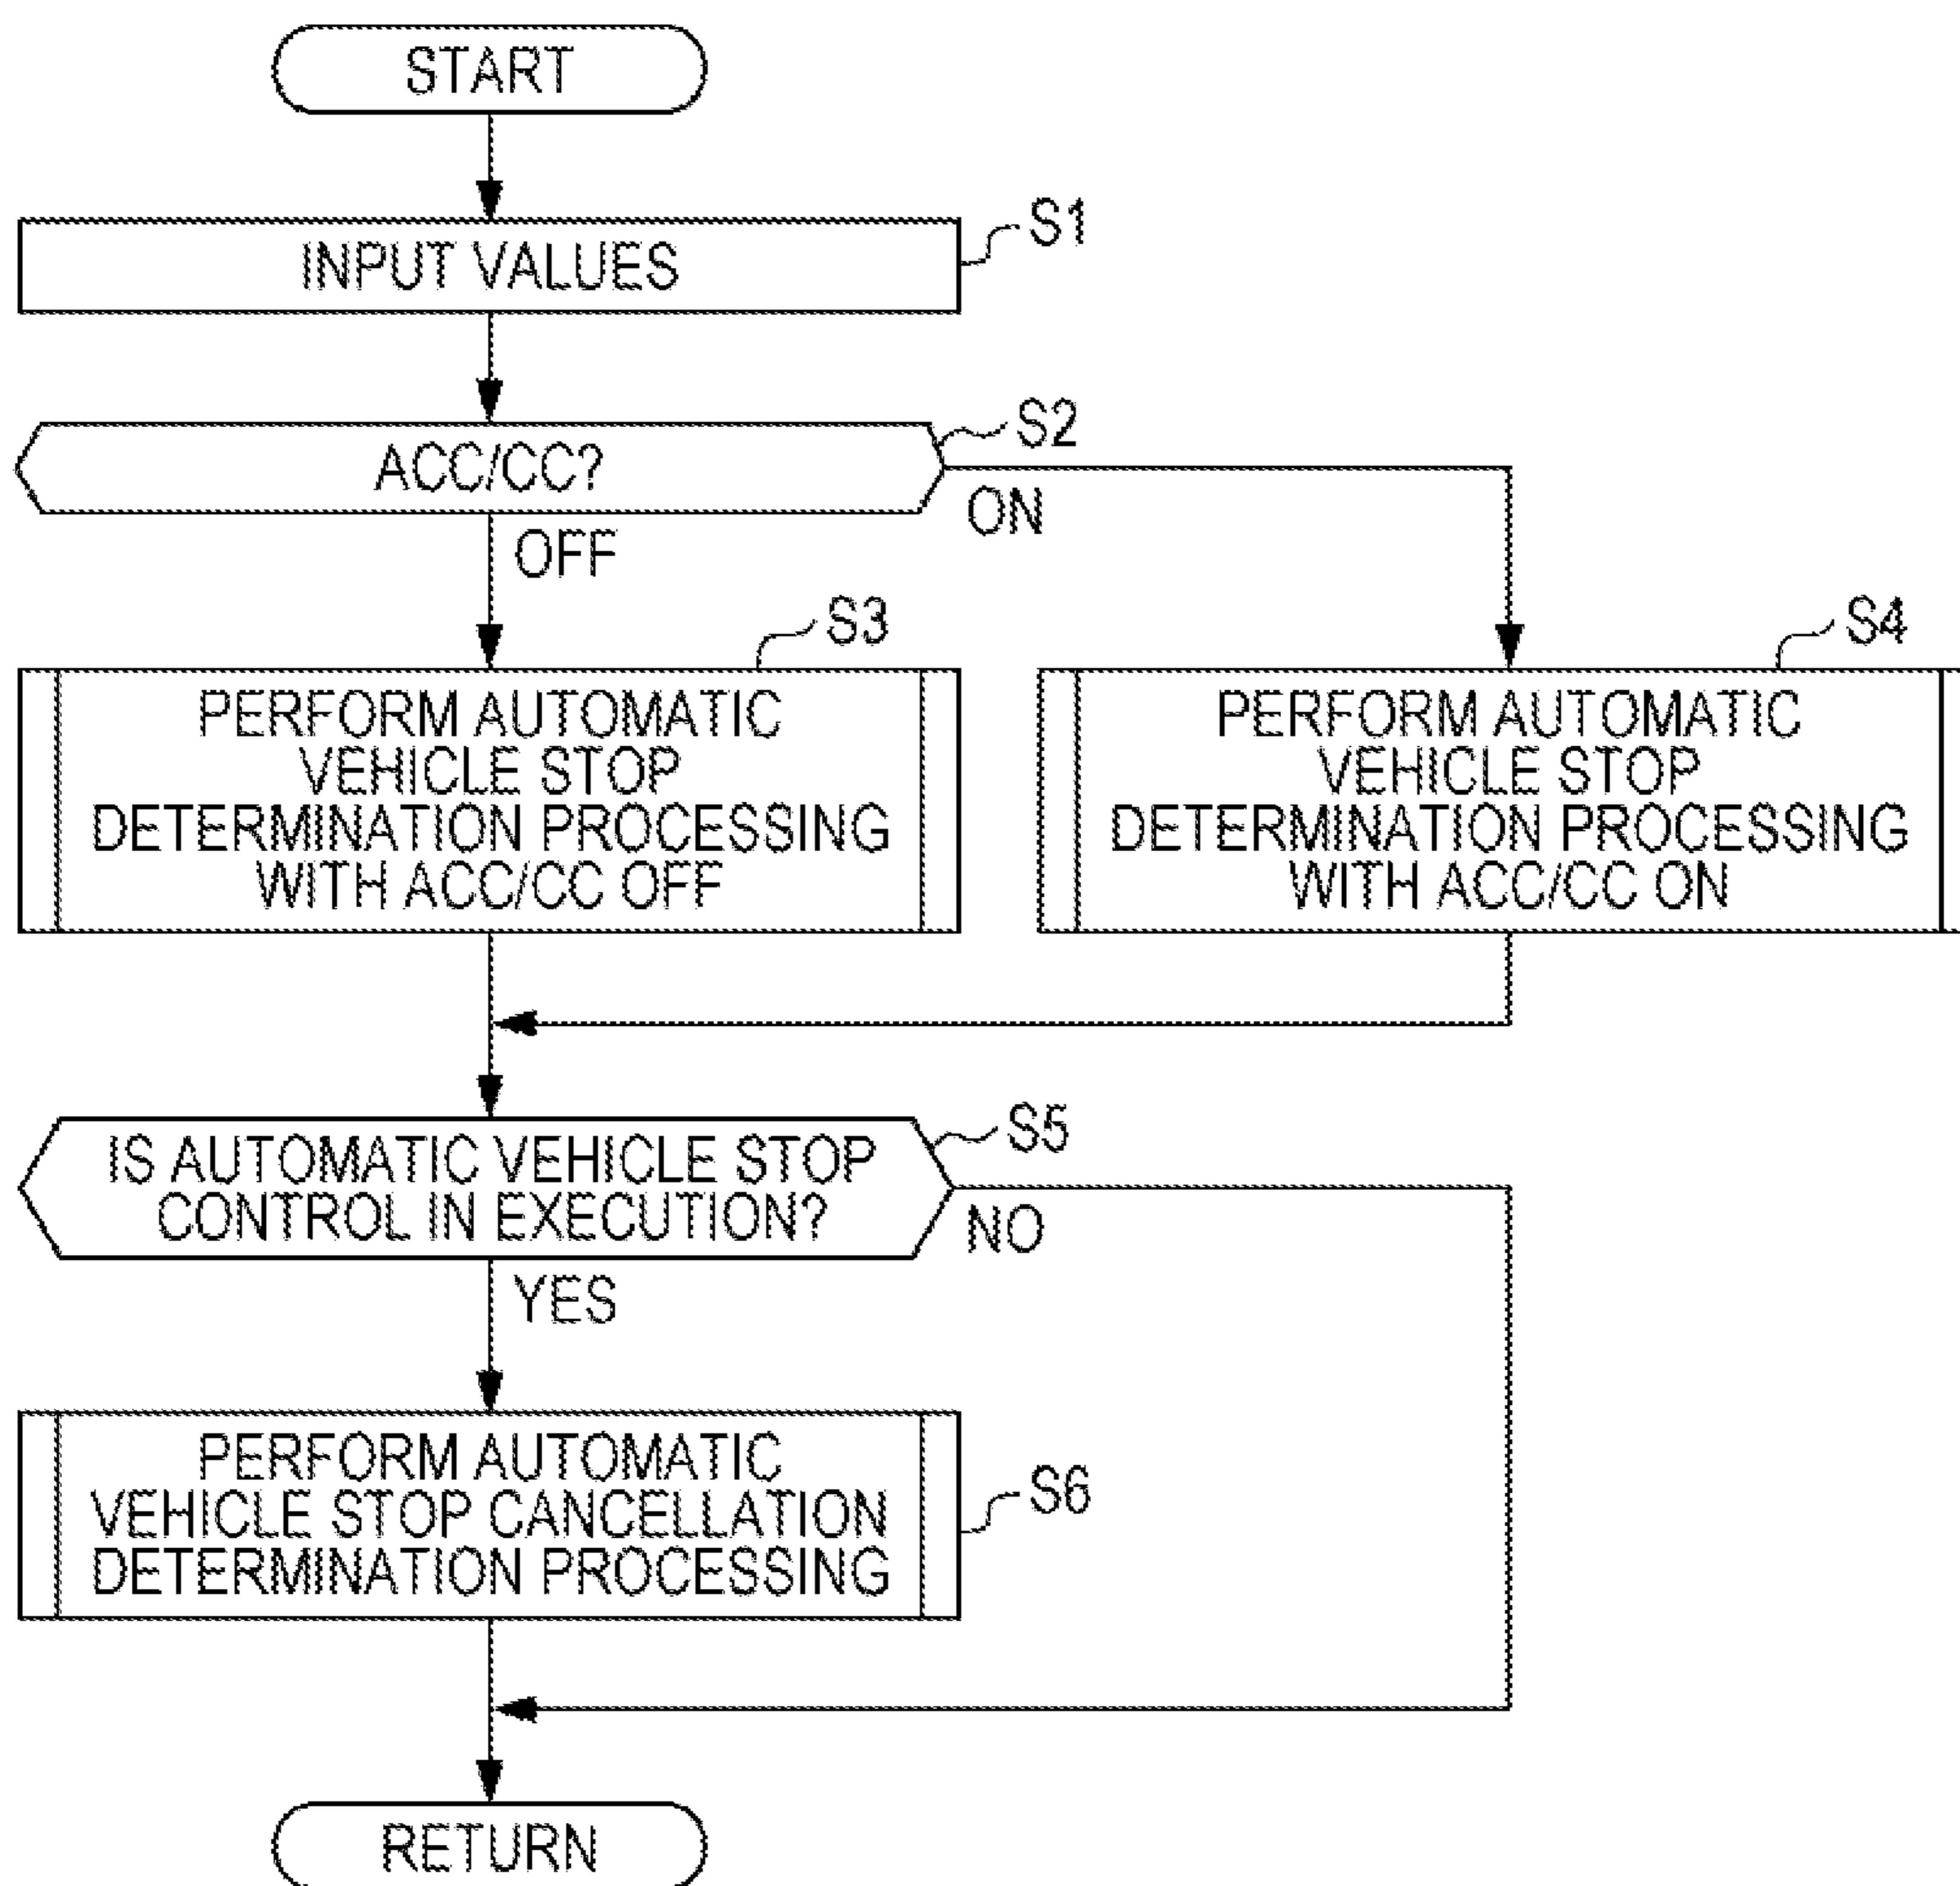 START
INPUT VALUES
S1
ACC/CC?
S2
ON
OFF
S3
PERFORM AUTOMATIC
VEHICLE STOP
DETERMINATION PROCESSING
WITH ACC/CC OFF
S4
PERFORM AUTOMATIC
VEHICLE STOP
DETERMINATION PROCESSING
WITH ACC/CC ON
S5
IS AUTOMATIC VEHICLE STOP
CONTROL IN EXECUTION?
NO
YES
PERFORM AUTOMATIC
VEHICLE STOP CANCELLATION
DETERMINATION PROCESSING
S6
RETURN